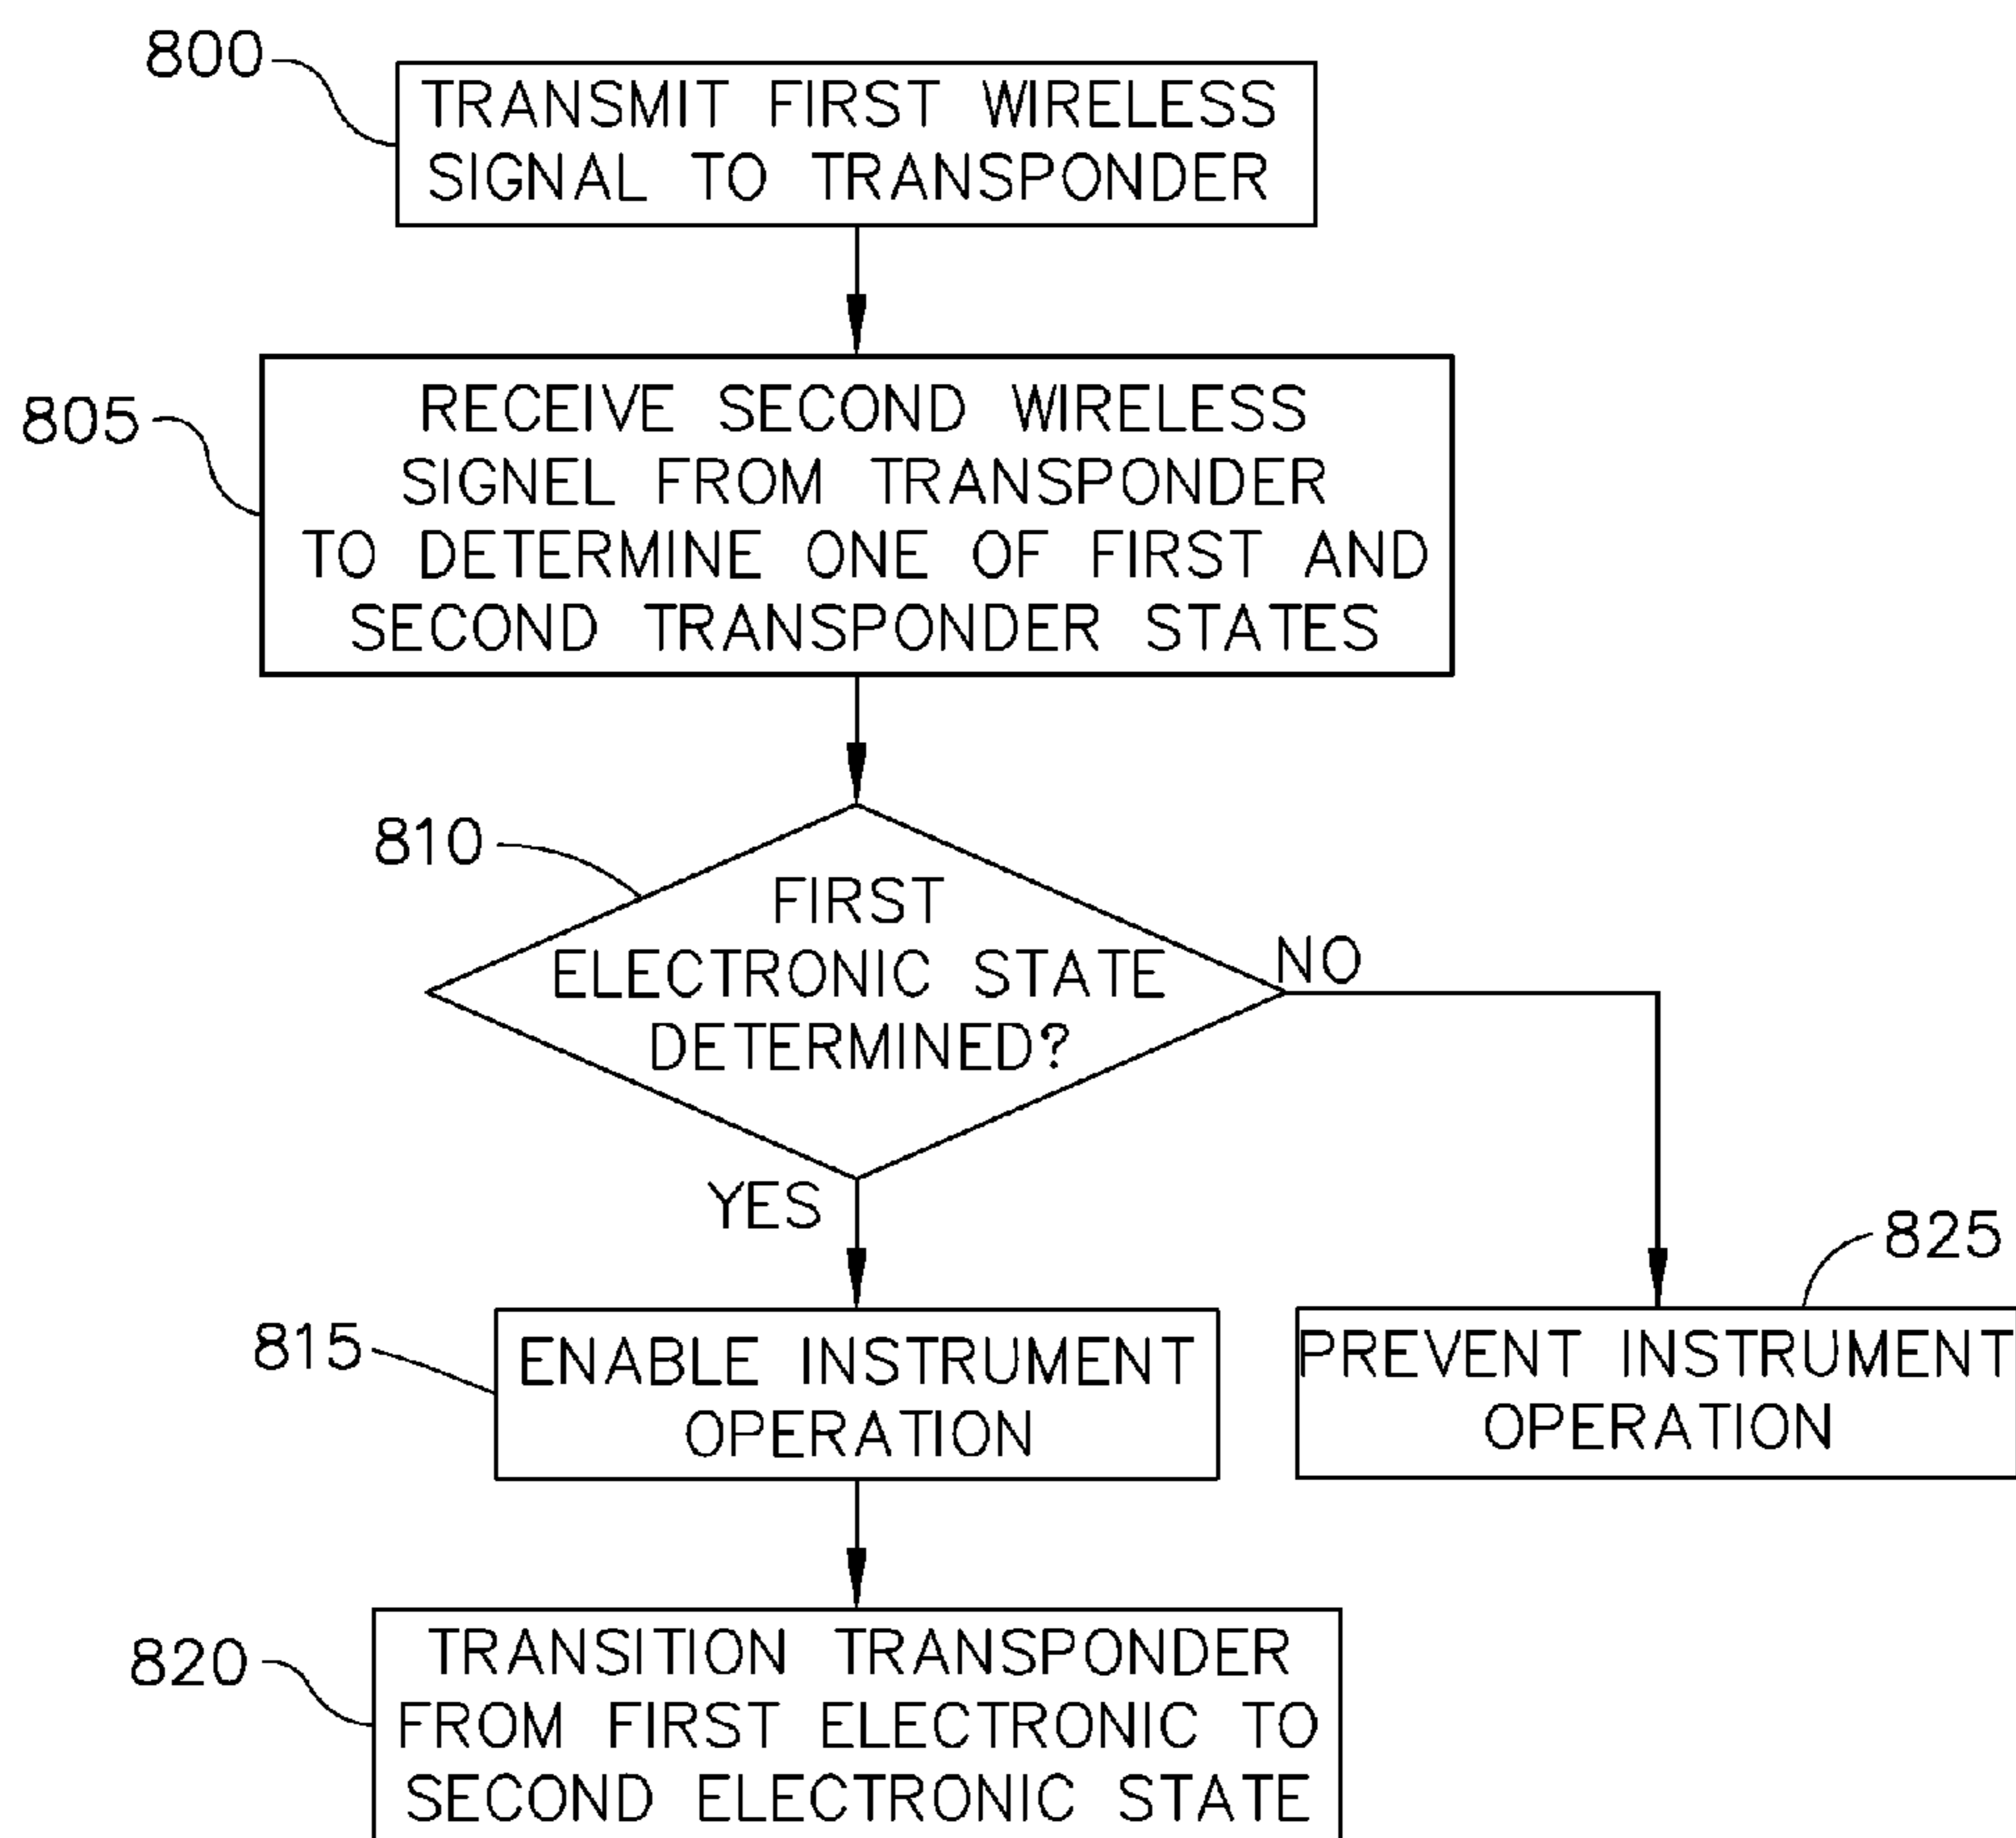 800
TRANSMIT FIRST WIRELESS
SIGNAL TO TRANSPONDER
805
RECEIVE SECOND WIRELESS
SIGNEL FROM TRANSPONDER
TO DETERMINE ONE OF FIRST AND
SECOND TRANSPONDER STATES
810
FIRST
ELECTRONIC STATE
DETERMINED?
NO
YES
815
ENABLE INSTRUMENT
OPERATION
825
PREVENT INSTRUMENT
OPERATION
820
TRANSITION TRANSPONDER
FROM FIRST ELECTRONIC TO
SECOND ELECTRONIC STATE